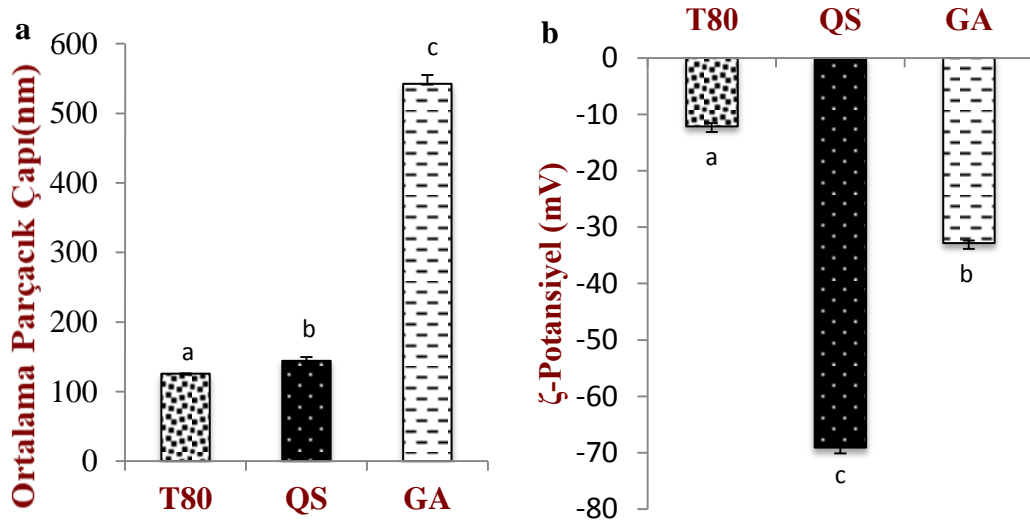 a
Ortalama Parçacık Çapı(nm)
600
500
400
300
200
100
0
a
b
c
T80 QS GA
b
T80 QS GA
ζ-Potansiyel (mV)
0
-10
-20
-30
-40
-50
-60
-70
-80
a
c
b